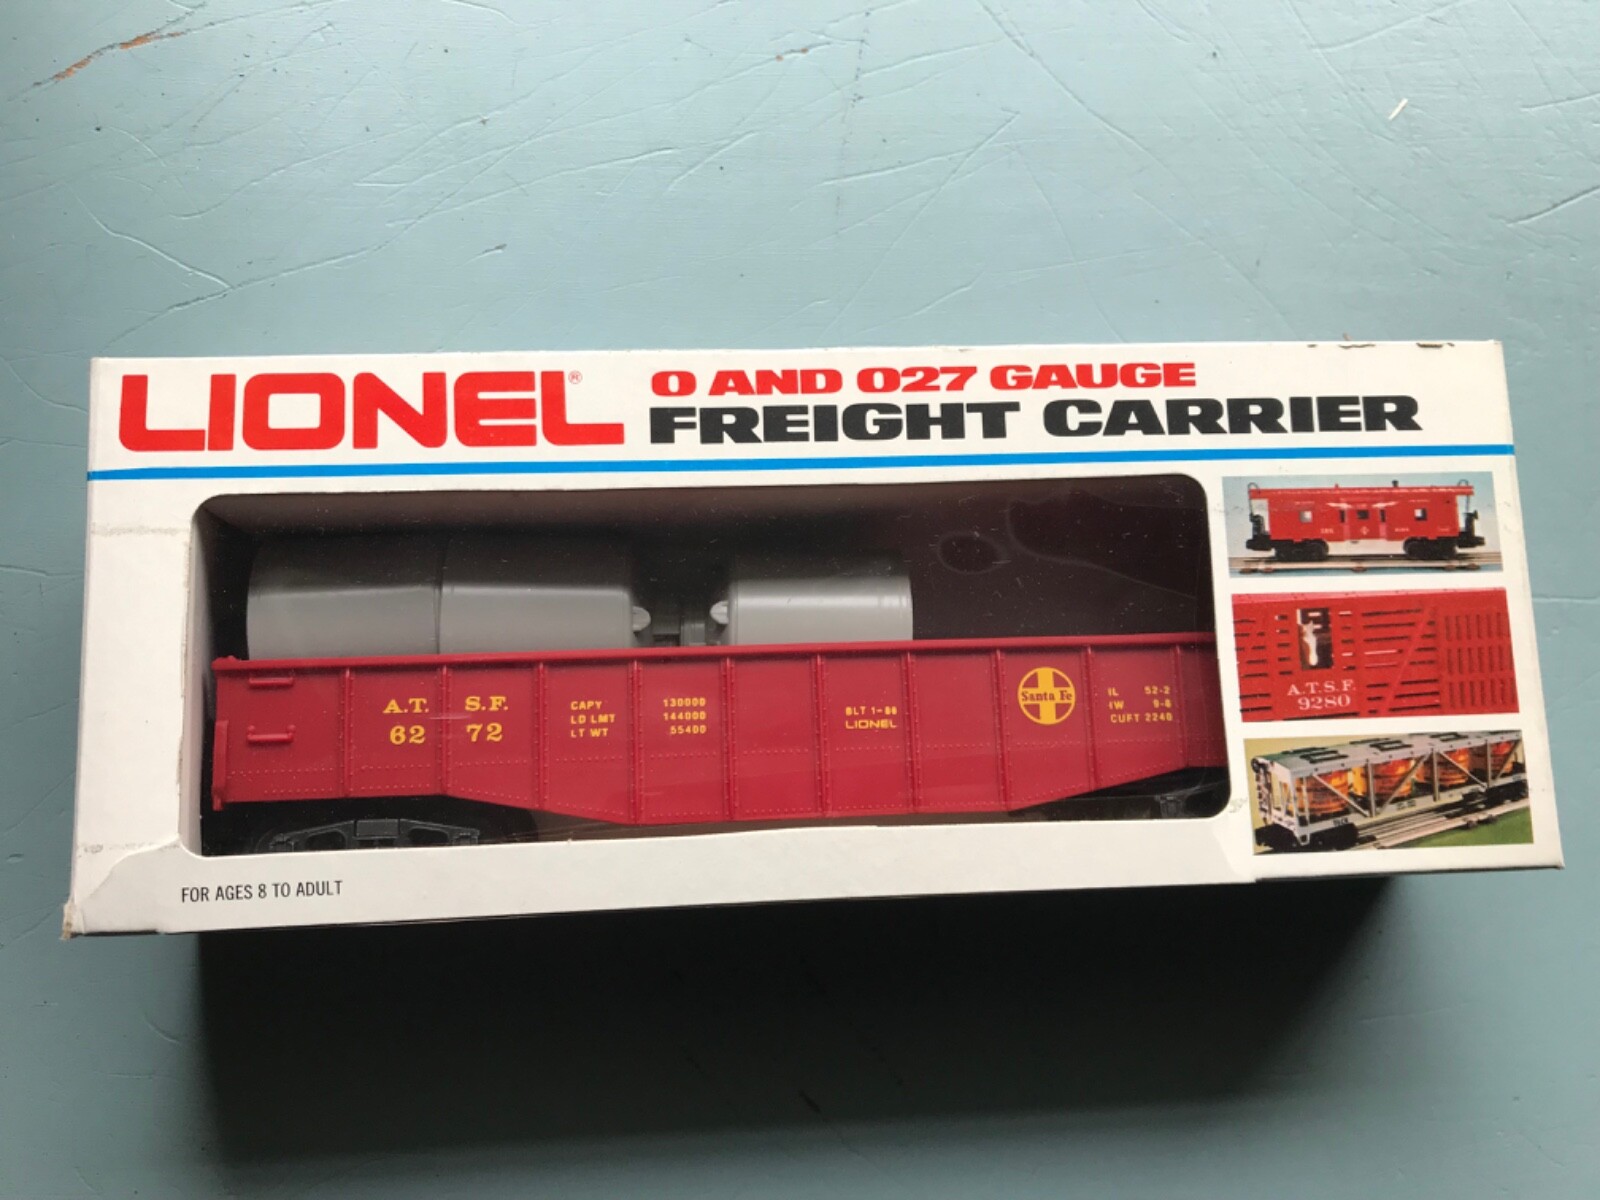 LIONEL®
O AND O27 GAUGE
FREIGHT CARRIER
A.T. S.F.
62 72
CAPY 130000
LD LMT 144000
LT WT 55400
BLT 1-86
LIONEL
Santa Fe
IL 52-2
IW 9-6
CUFT 2240
A.T.S.F.
9280
FOR AGES 8 TO ADULT